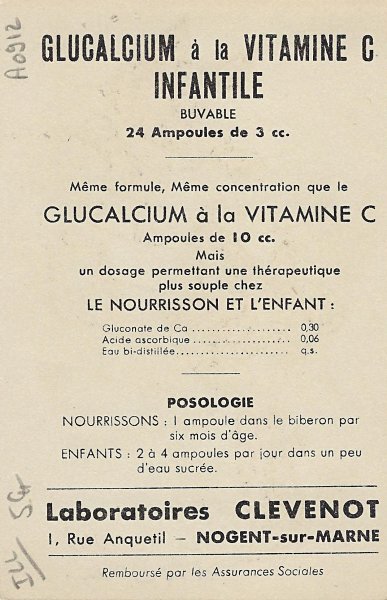 A0912
GLUCALCIUM à la VITAMINE C
INFANTILE
BUVABLE
24 Ampoules de 3 cc.
Même formule, Même concentration que le
GLUCALCIUM à la VITAMINE C
Ampoules de 10 cc.
Mais
un dosage permettant une thérapeutique
plus souple chez
LE NOURRISSON ET L'ENFANT :
Gluconate de Ca .................... 0,30
Acide ascorbique .................... 0,06
Eau bi-distillée....................... q.s.
POSOLOGIE
NOURRISSONS : 1 ampoule dans le biberon par
six mois d'âge.
ENFANTS : 2 à 4 ampoules par jour dans un peu
d'eau sucrée.
Laboratoires CLEVENOT
1, Rue Anquetil — NOGENT-sur-MARNE
Remboursé par les Assurances Sociales